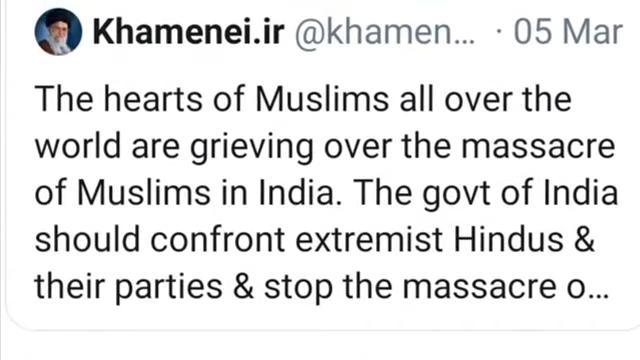 Khamenei.ir @khamen... · 05 Mar
The hearts of Muslims all over the
world are grieving over the massacre
of Muslims in India. The govt of India
should confront extremist Hindus &
their parties & stop the massacre o...